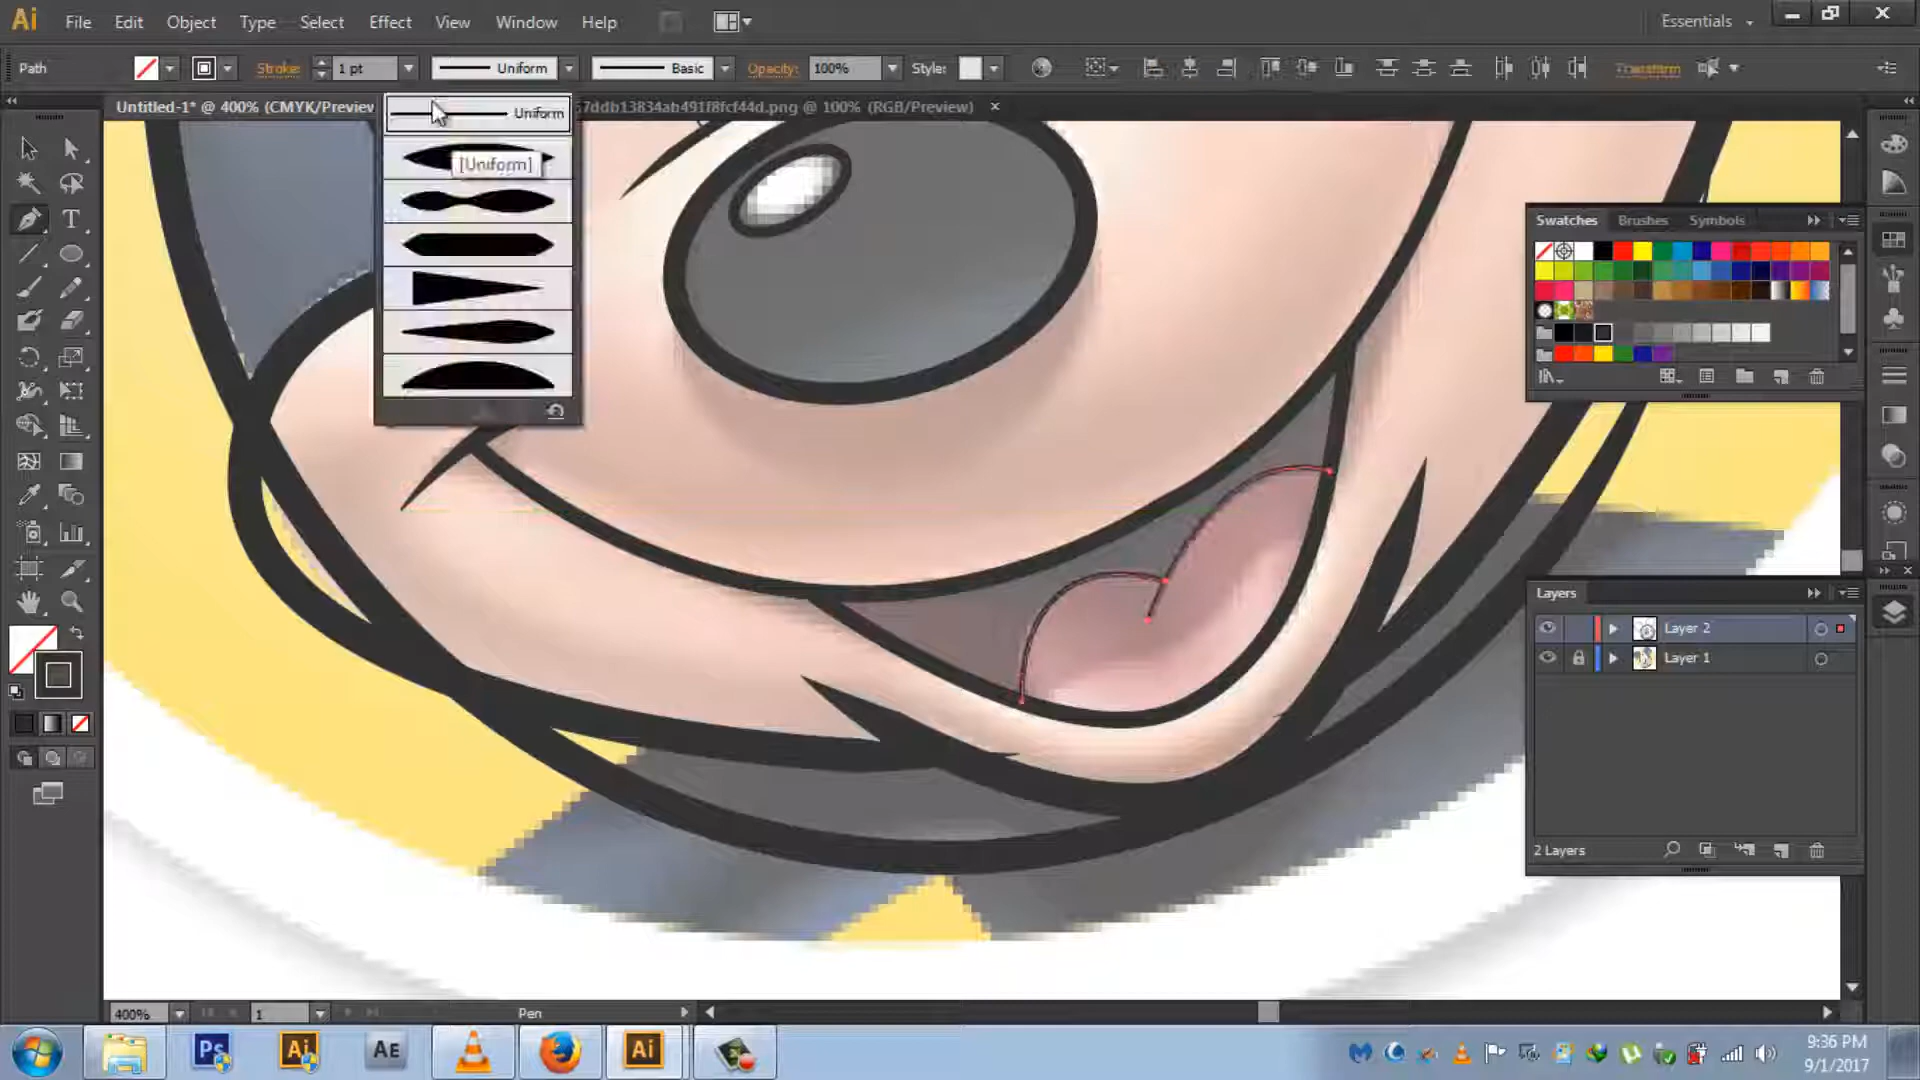 Ai File Edit Object Type Select Effect View Window Help Essentials
Path Stroke: 1 pt Uniform Basic Opacity: 100% Style: Transform
Untitled-1* @ 400% (CMYK/Preview 7ddb13834ab491f8fcf44d.png @ 100% (RGB/Preview)
Uniform
[Uniform]
Swatches Brushes Symbols
T
Layers
Layer 2
Layer 1
2 Layers
400% 1 Pen
Ps Ai AE Ai
9:36 PM
9/1/2017